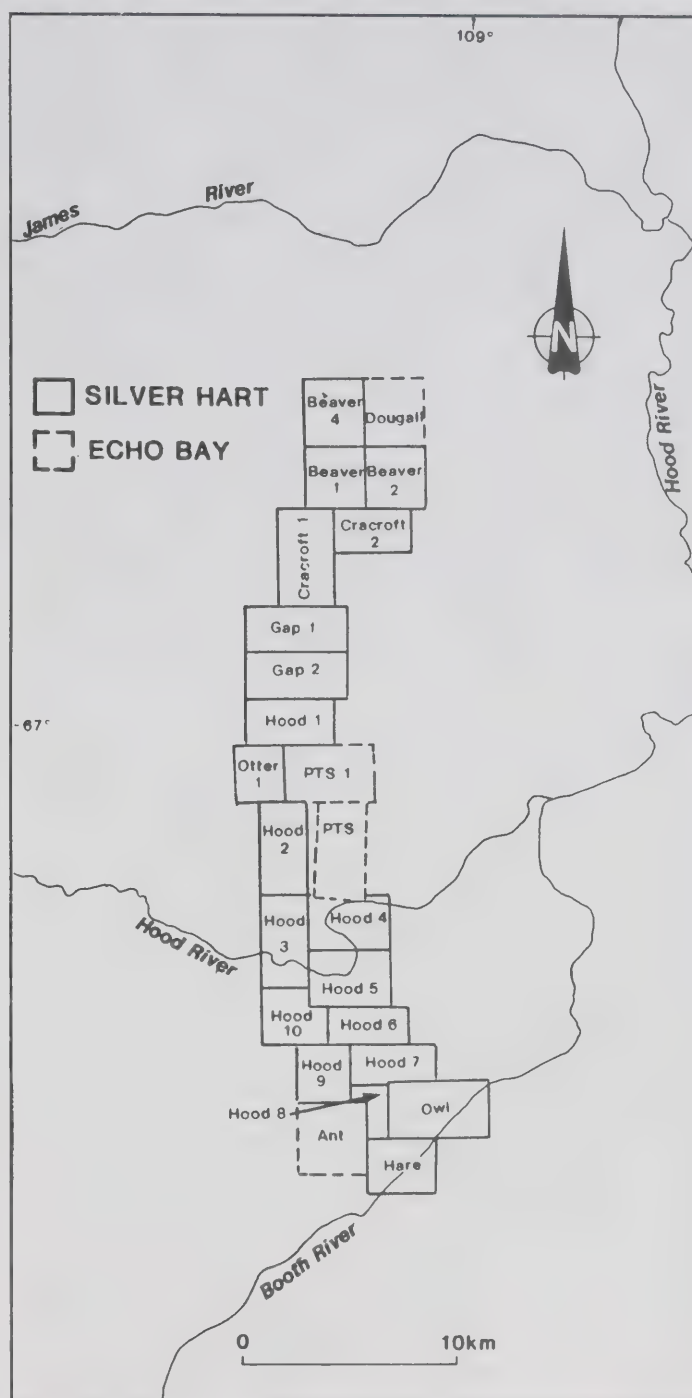 109°
James River
Hood River
N
SILVER HART
ECHO BAY
Beaver
4
Dougall
Beaver
1
Beaver
2
Cracroft 1
Cracroft
2
Gap 1
Gap 2
67°
Hood 1
Otter
1
PTS 1
Hood
2
PTS
Hood River
Hood
3
Hood 4
Hood 5
Hood
10
Hood 6
Hood
9
Hood 7
Hood 8
Owl
Ant
Hare
Booth River
0
10km